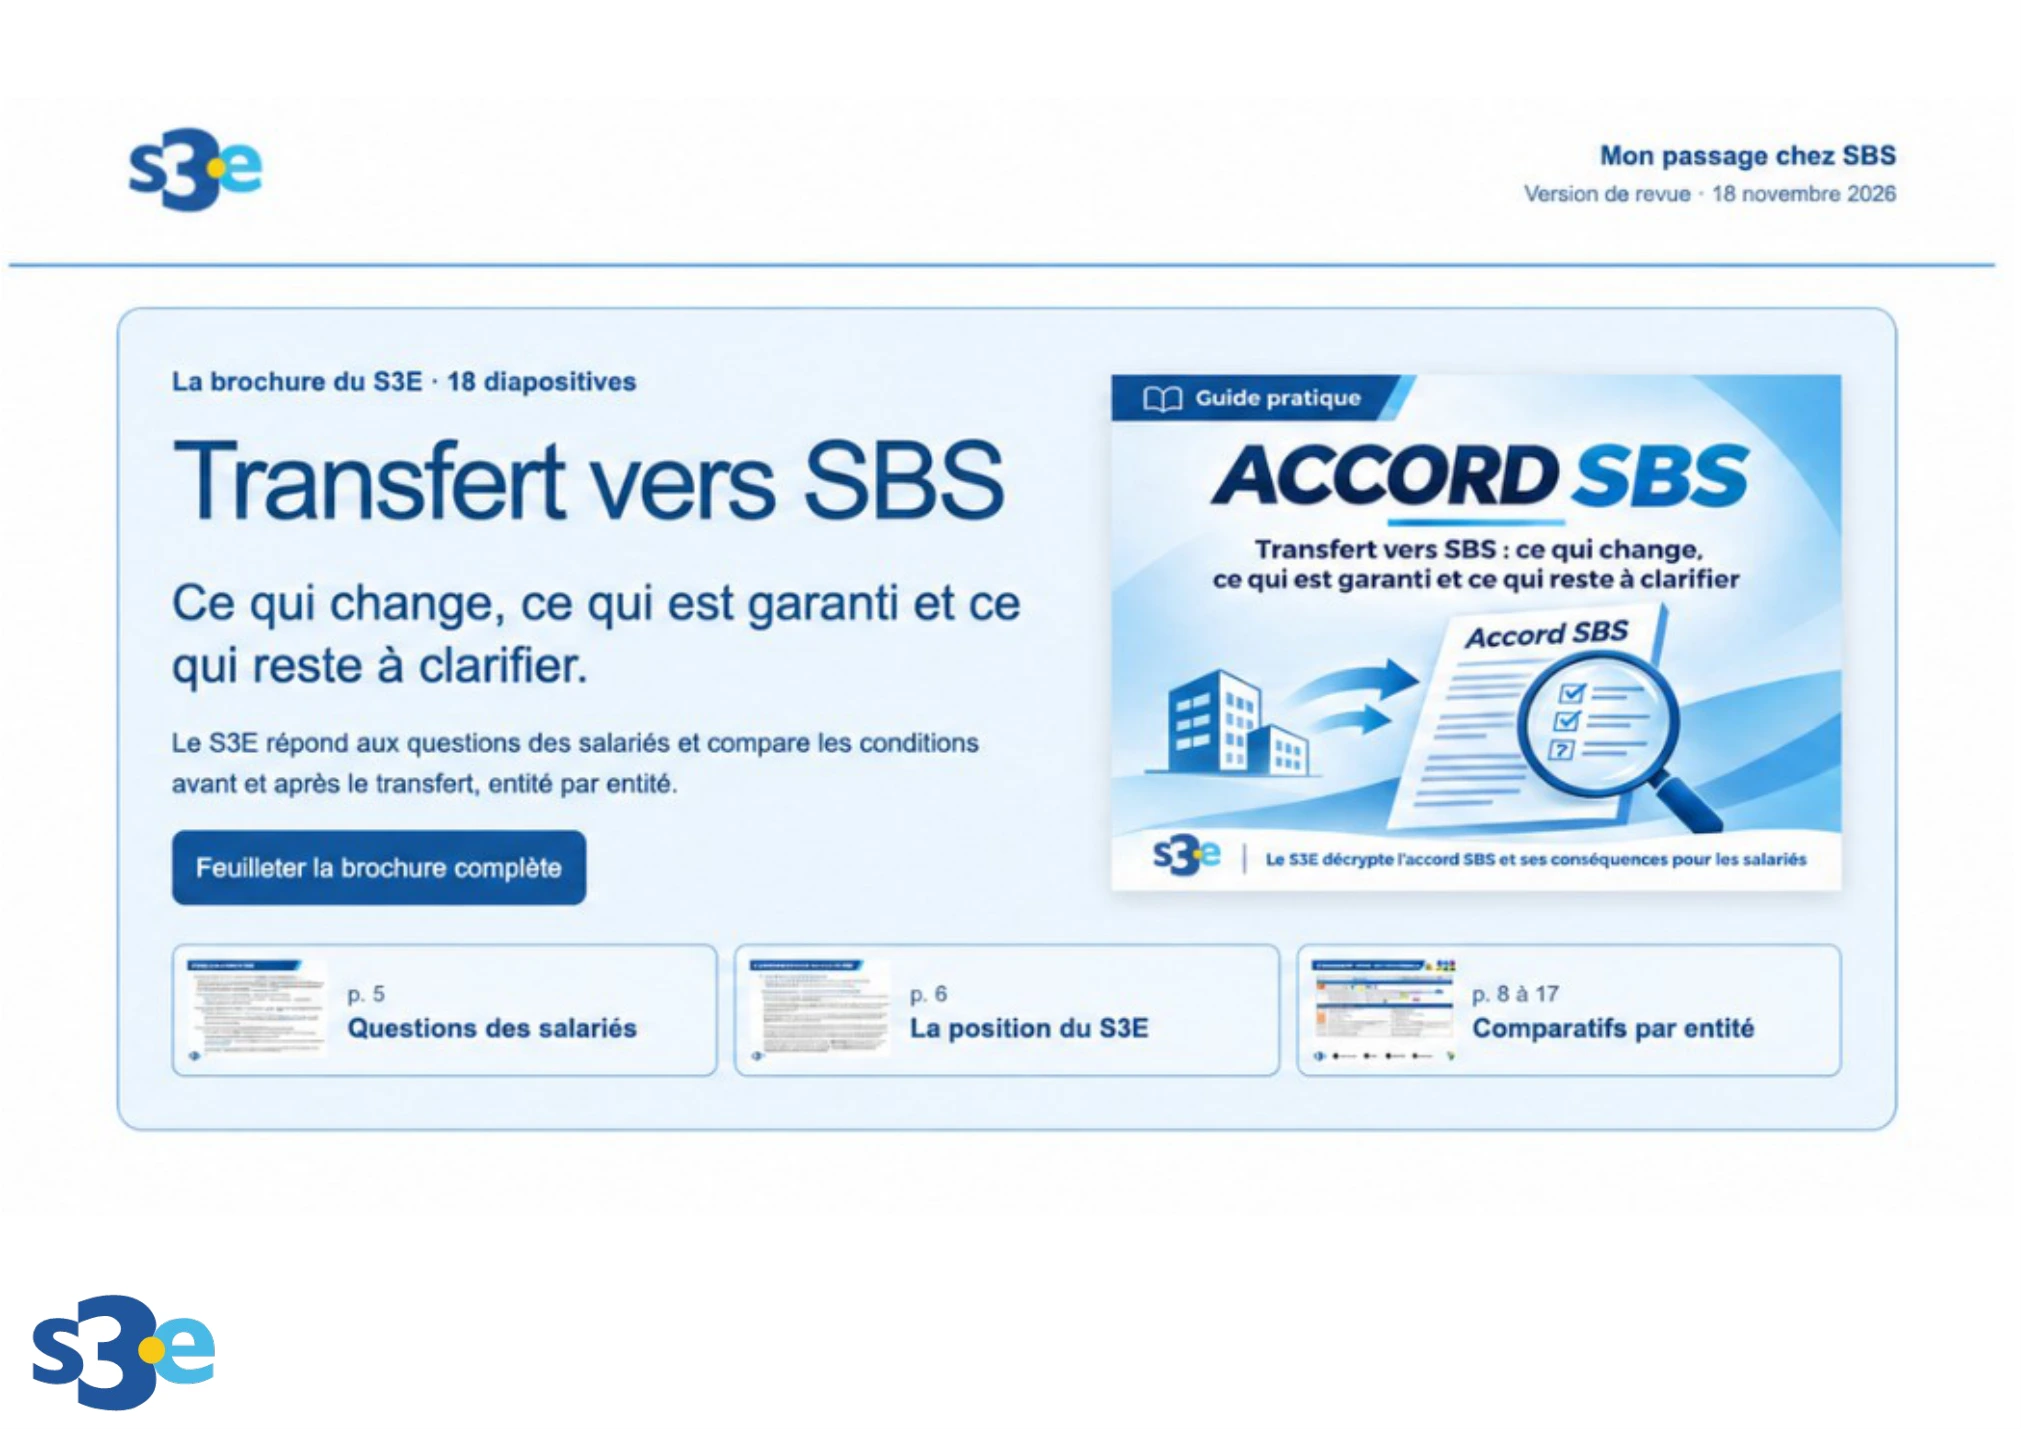 s3e
Mon passage chez SBS
Version de revue · 18 novembre 2026
La brochure du S3E · 18 diapositives
Transfert vers SBS
Ce qui change, ce qui est garanti et ce
qui reste à clarifier.
Le S3E répond aux questions des salariés et compare les conditions
avant et après le transfert, entité par entité.
Feuilleter la brochure complète
Guide pratique
ACCORD SBS
Transfert vers SBS : ce qui change,
ce qui est garanti et ce qui reste à clarifier
Accord SBS
s3e
Le S3E décrypte l'accord SBS et ses conséquences pour les salariés
p. 5
Questions des salariés
p. 6
La position du S3E
p. 8 à 17
Comparatifs par entité
s3e